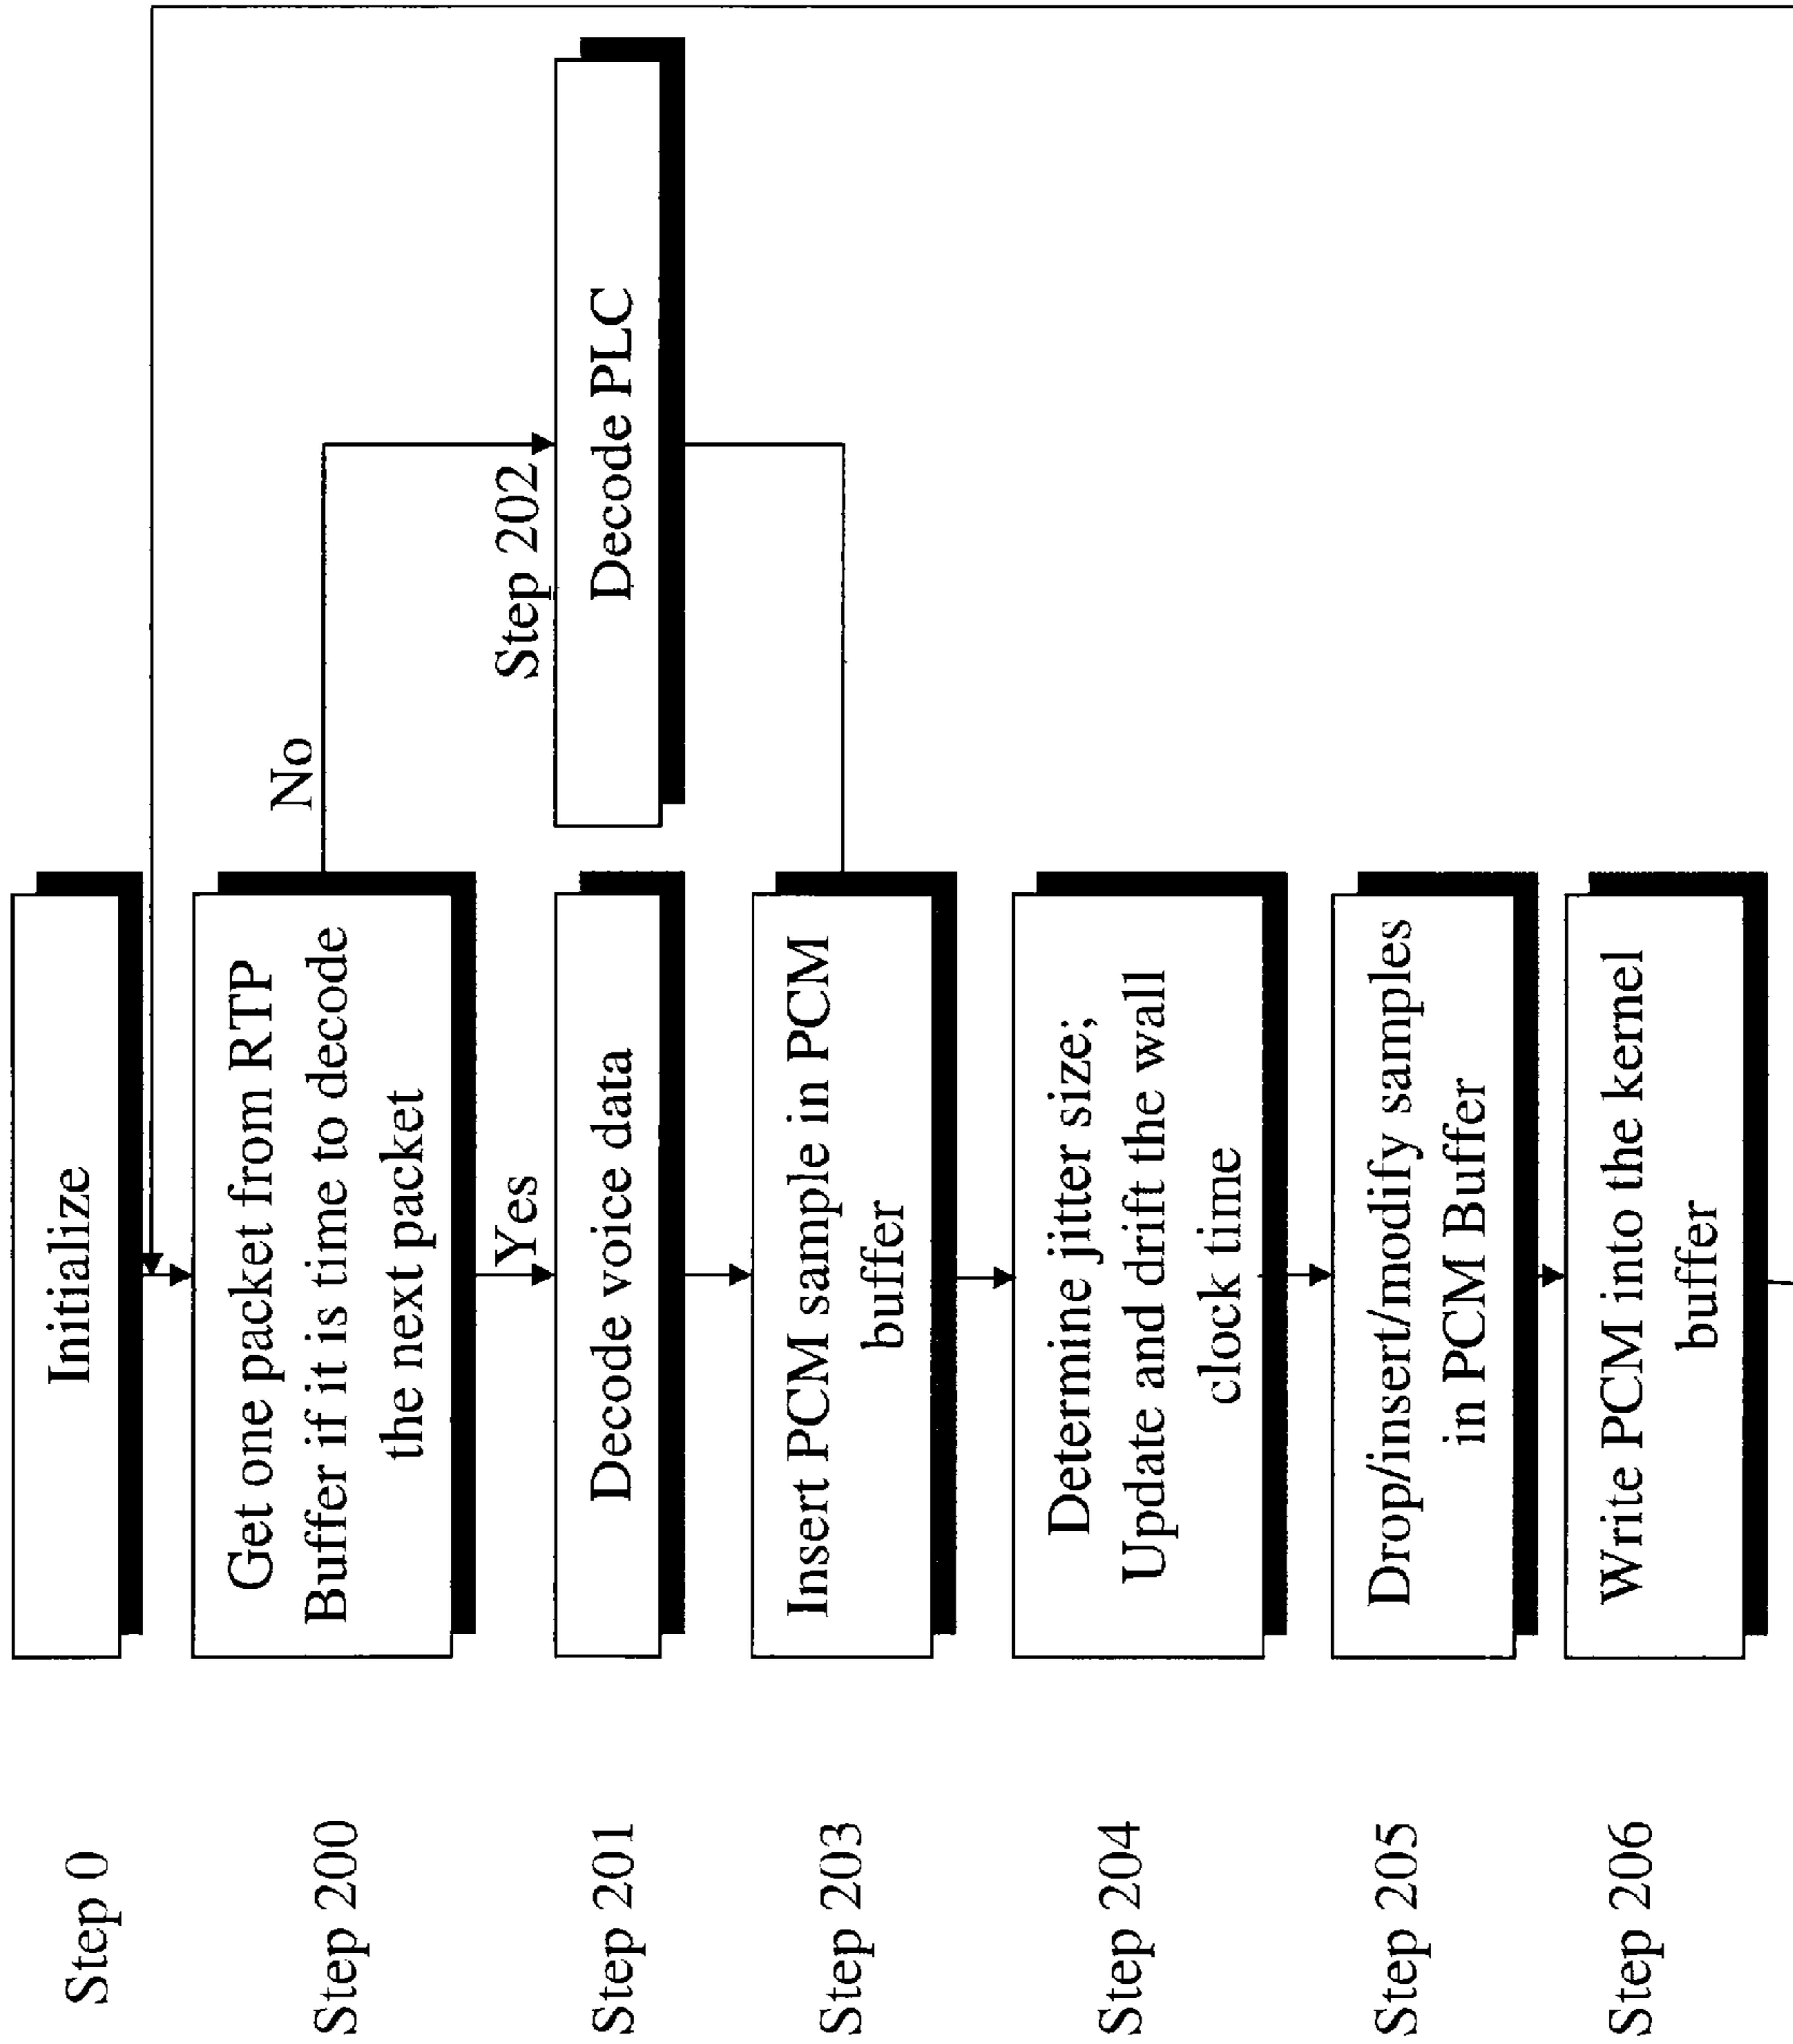 Step 0
Initialize
Step 200
Get one packet from RTP
Buffer if it is time to decode
the next packet
No
Yes
Step 201
Decode voice data
Step 202
Decode PLC
Step 203
Insert PCM sample in PCM
buffer
Step 204
Determine jitter size;
Update and drift the wall
clock time
Step 205
Drop/insert/modify samples
in PCM Buffer
Step 206
Write PCM into the kernel
buffer